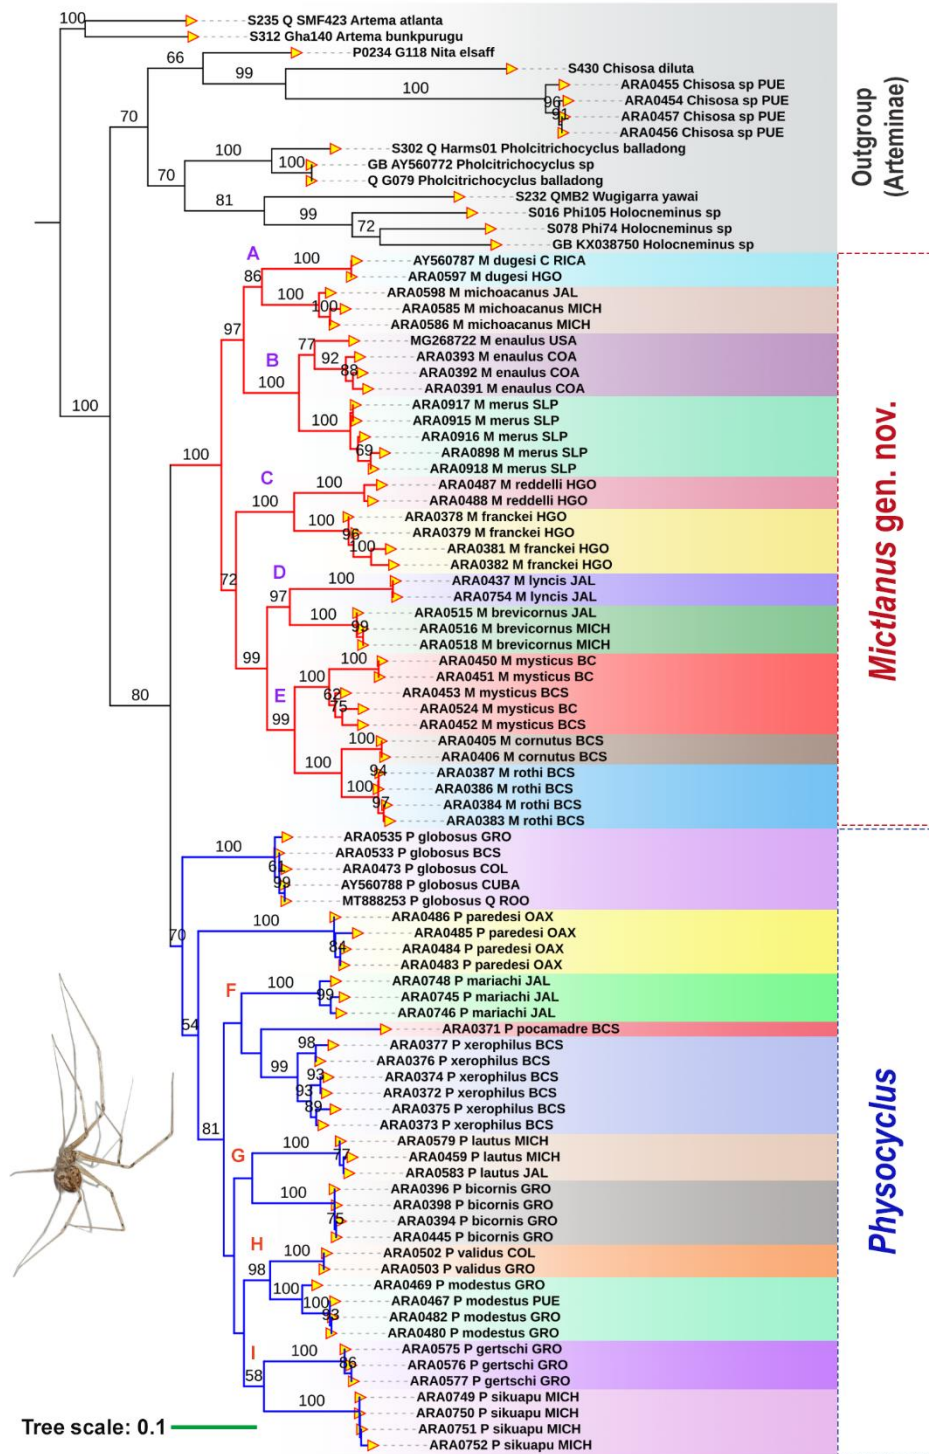 100
S235 Q SMF423 Artema atlanta
S312 Gha140 Artema bunkpurugu
P0234 G118 Nita elsaff
66
S430 Chisosa diluta
99
ARA0455 Chisosa sp PUE
100
96
ARA0454 Chisosa sp PUE
91
ARA0457 Chisosa sp PUE
70
ARA0456 Chisosa sp PUE
S302 Q Harms01 Pholcitrichocyclus balladong
100
100
GB AY560772 Pholcitrichocyclus sp
70
Q G079 Pholcitrichocyclus balladong
S232 QMB2 Wugigarra yawai
81
S016 Phi105 Holocneminus sp
99
72
S078 Phi74 Holocneminus sp
GB KX038750 Holocneminus sp
Outgroup
(Arteminae)
A
100
AY560787 M dugesi C RICA
86
ARA0597 M dugesi HGO
100
ARA0598 M michoacanus JAL
100
ARA0585 M michoacanus MICH
ARA0586 M michoacanus MICH
97
77
MG268722 M enaulus USA
B
92
ARA0393 M enaulus COA
88
ARA0392 M enaulus COA
100
ARA0391 M enaulus COA
100
ARA0917 M merus SLP
100
ARA0915 M merus SLP
ARA0916 M merus SLP
69
ARA0898 M merus SLP
100
ARA0918 M merus SLP
C
ARA0487 M reddelli HGO
100
100
ARA0488 M reddelli HGO
100
ARA0378 M franckei HGO
96
ARA0379 M franckei HGO
100
ARA0381 M franckei HGO
ARA0382 M franckei HGO
72
D
100
ARA0437 M lyncis JAL
97
ARA0754 M lyncis JAL
100
ARA0515 M brevicornus JAL
99
ARA0516 M brevicornus MICH
99
ARA0518 M brevicornus MICH
100
ARA0450 M mysticus BC
ARA0451 M mysticus BC
E
100
62
ARA0453 M mysticus BCS
75
ARA0524 M mysticus BC
99
ARA0452 M mysticus BCS
100
ARA0405 M cornutus BCS
ARA0406 M cornutus BCS
100
94
ARA0387 M rothi BCS
100
ARA0386 M rothi BCS
97
ARA0384 M rothi BCS
ARA0383 M rothi BCS
Mictlanus gen. nov.
80
ARA0535 P globosus GRO
100
ARA0533 P globosus BCS
61
ARA0473 P globosus COL
99
AY560788 P globosus CUBA
MT888253 P globosus Q ROO
100
ARA0486 P paredesi OAX
70
ARA0485 P paredesi OAX
84
ARA0484 P paredesi OAX
ARA0483 P paredesi OAX
F
100
ARA0748 P mariachi JAL
99
ARA0745 P mariachi JAL
54
ARA0746 P mariachi JAL
ARA0371 P pocamadre BCS
98
ARA0377 P xerophilus BCS
99
ARA0376 P xerophilus BCS
93
ARA0374 P xerophilus BCS
93
ARA0372 P xerophilus BCS
89
ARA0375 P xerophilus BCS
81
ARA0373 P xerophilus BCS
100
ARA0579 P lautus MICH
G
77
ARA0459 P lautus MICH
ARA0583 P lautus JAL
100
ARA0396 P bicornis GRO
ARA0398 P bicornis GRO
75
ARA0394 P bicornis GRO
ARA0445 P bicornis GRO
H
100
ARA0502 P validus COL
98
ARA0503 P validus GRO
100
ARA0469 P modestus GRO
100
ARA0467 P modestus PUE
93
ARA0482 P modestus GRO
ARA0480 P modestus GRO
I
100
ARA0575 P gertschi GRO
86
ARA0576 P gertschi GRO
58
ARA0577 P gertschi GRO
100
ARA0749 P sikuapu MICH
ARA0750 P sikuapu MICH
ARA0751 P sikuapu MICH
ARA0752 P sikuapu MICH
Physocyclus
Tree scale: 0.1